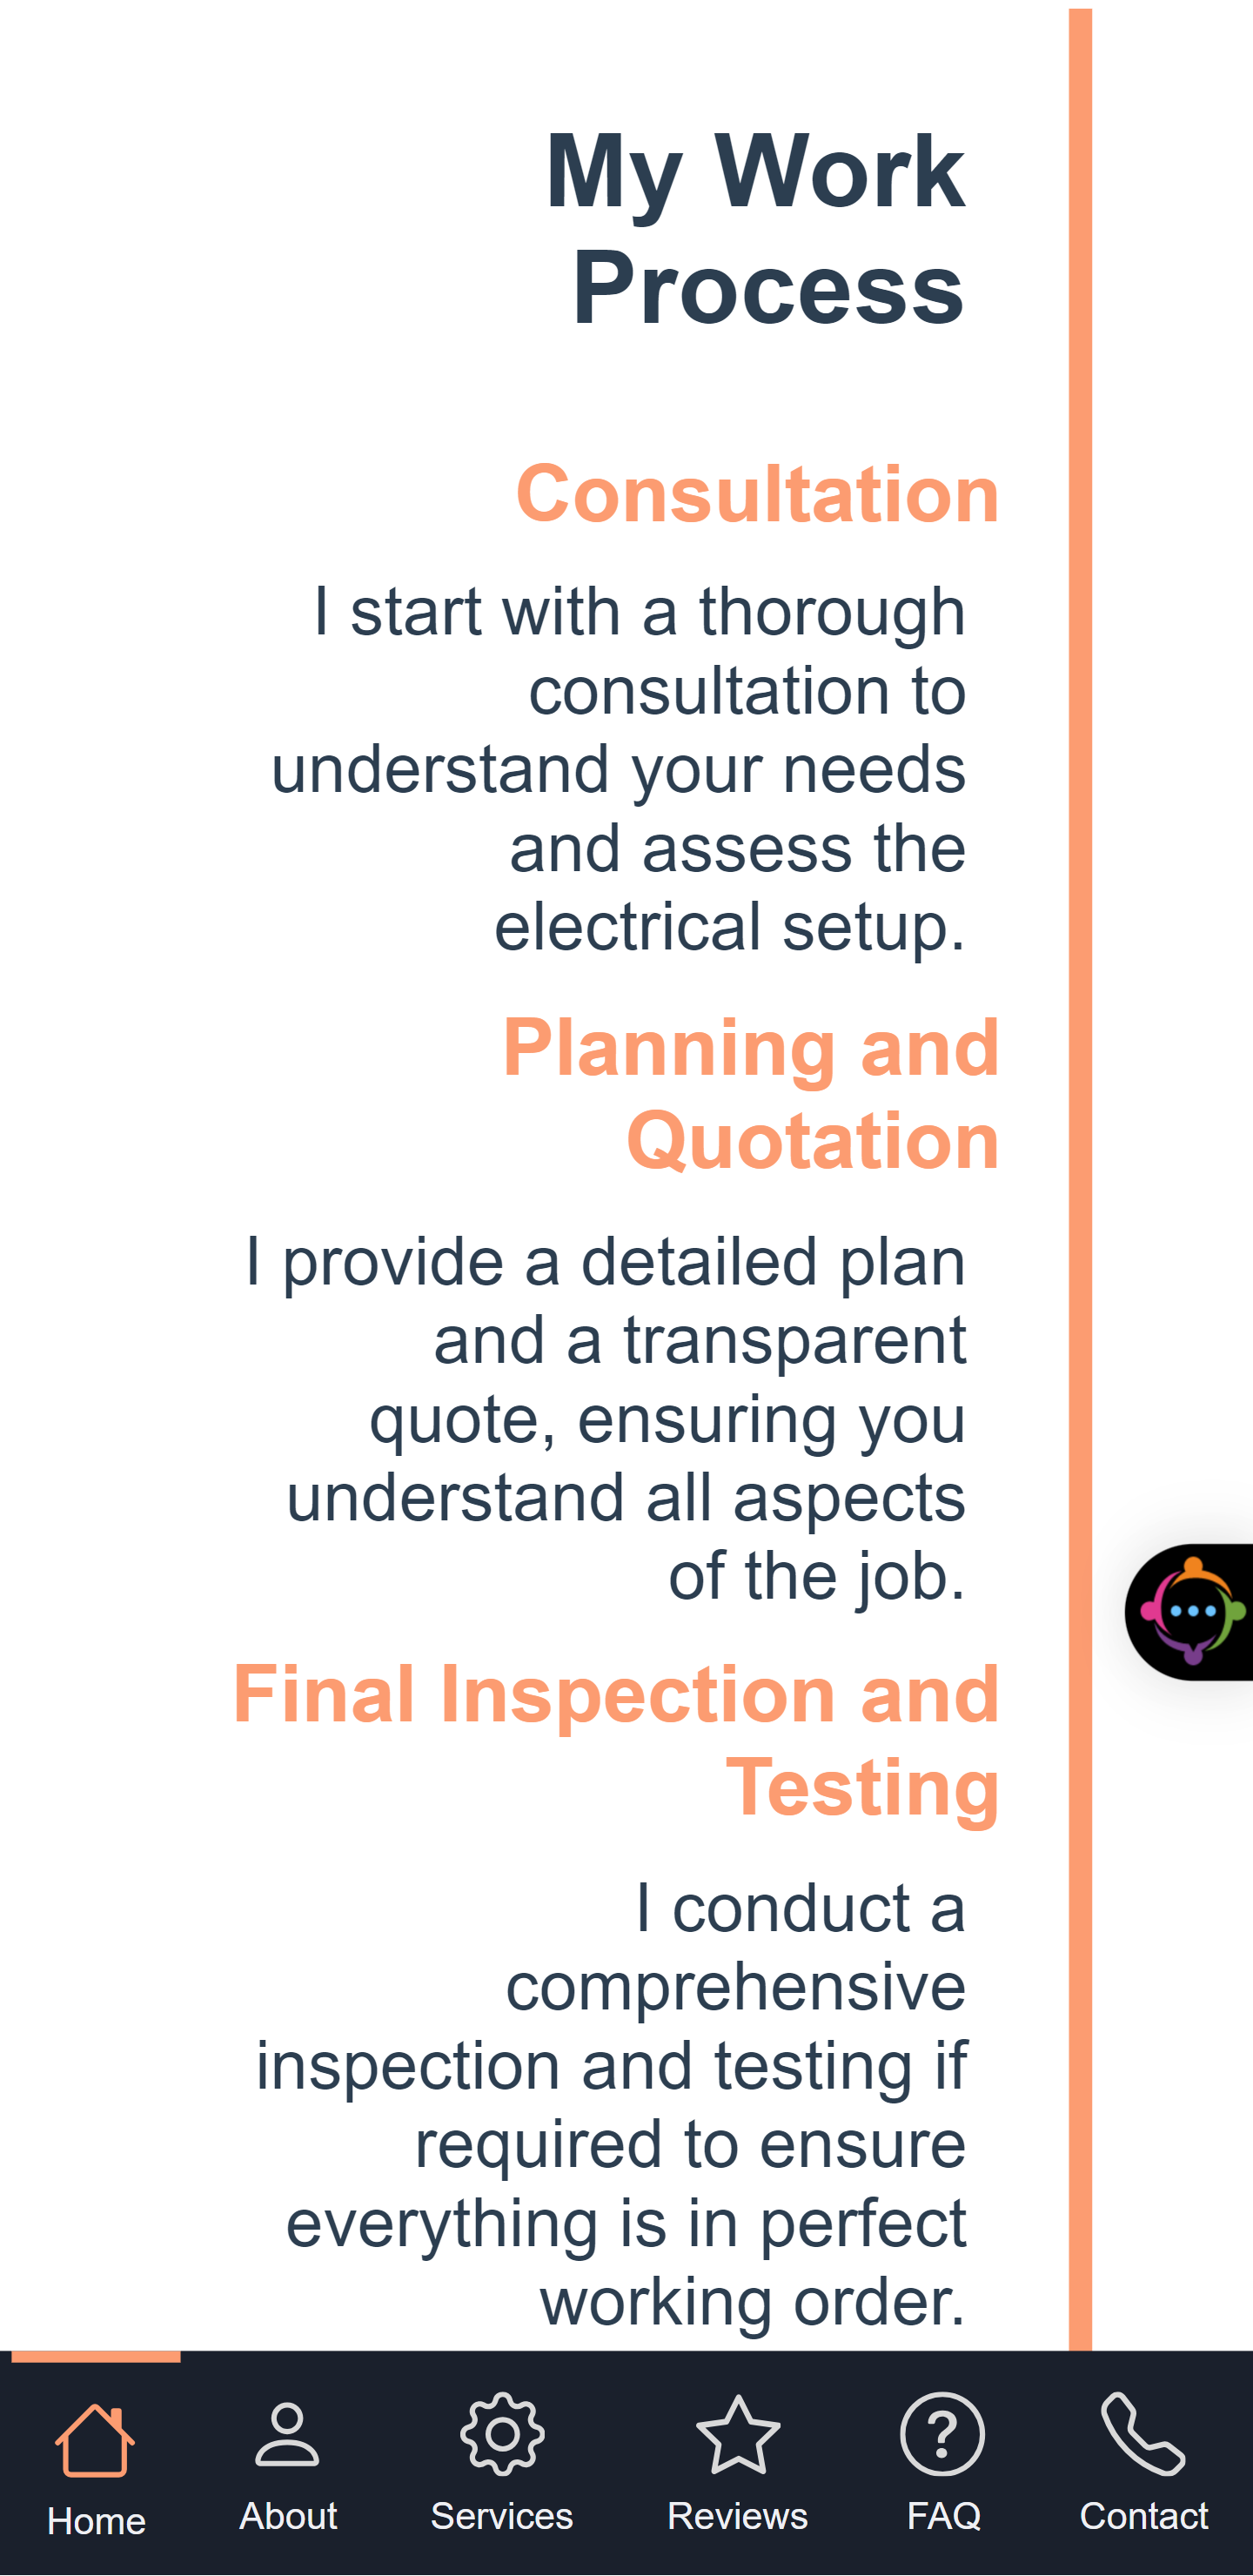 My Work
Process
Consultation
I start with a thorough
consultation to
understand your needs
and assess the
electrical setup.
Planning and
Quotation
I provide a detailed plan
and a transparent
quote, ensuring you
understand all aspects
of the job.
Final Inspection and
Testing
I conduct a
comprehensive
inspection and testing if
required to ensure
everything is in perfect
working order.
Home About Services Reviews FAQ Contact